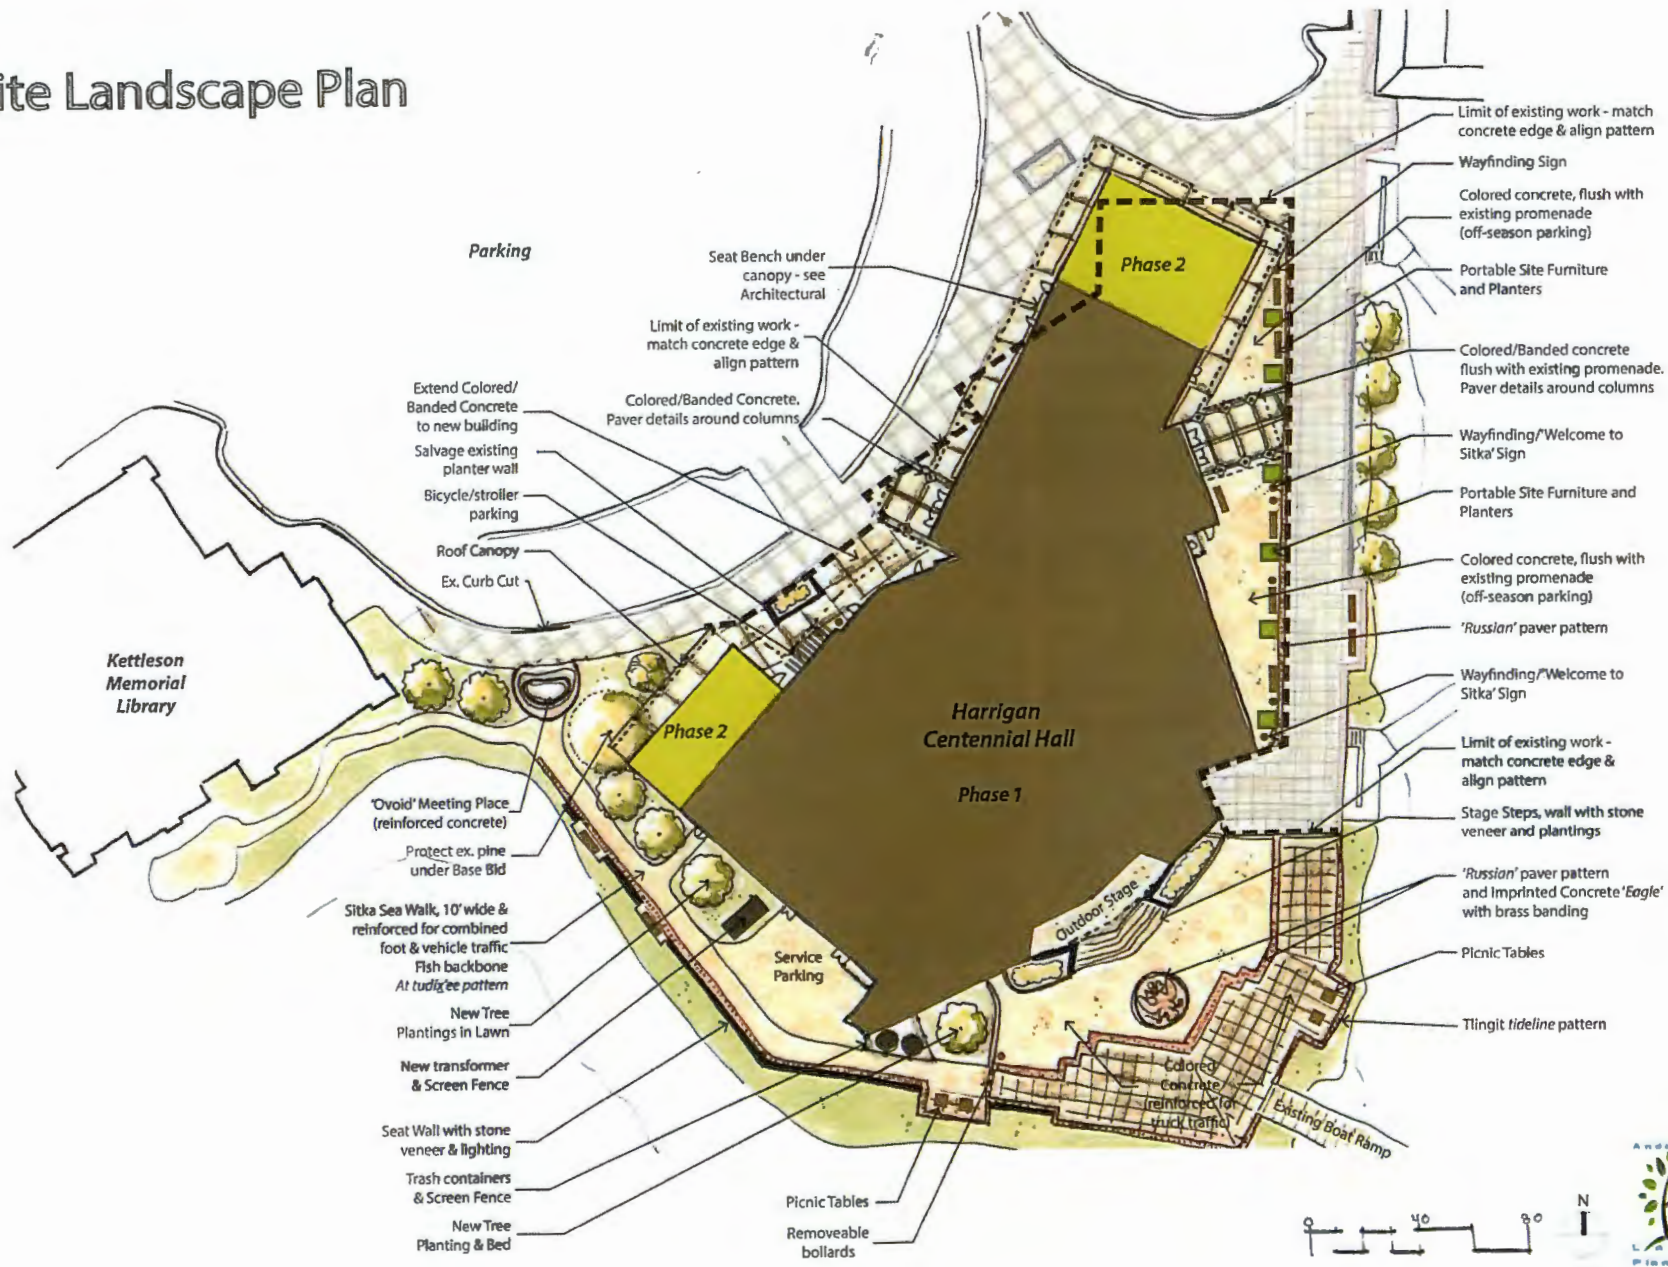 ite Landscape Plan
Parking
Seat Bench under
canopy - see
Architectural
Limit of existing work -
match concrete edge &
align pattern
Extend Colored/
Banded Concrete
to new building
Colored/Banded Concrete.
Paver details around columns
Salvage existing
planter wall
Bicycle/stroller
parking
Roof Canopy
Ex. Curb Cut
Kettleson
Memorial
Library
'Ovoid' Meeting Place
(reinforced concrete)
Protect ex. pine
under Base Bid
Sitka Sea Walk, 10' wide &
reinforced for combined
foot & vehicle traffic
Fish backbone
At tudix'ee pattern
New Tree
Plantings in Lawn
New transformer
& Screen Fence
Seat Wall with stone
veneer & lighting
Trash containers
& Screen Fence
New Tree
Planting & Bed
Phase 2
Phase 2
Harrigan
Centennial Hall
Phase 1
Outdoor Stage
Service
Parking
Colored
Concrete
(reinforced for
truck traffic)
Existing Boat Ramp
Picnic Tables
Removeable
bollards
Limit of existing work - match
concrete edge & align pattern
Wayfinding Sign
Colored concrete, flush with
existing promenade
(off-season parking)
Portable Site Furniture
and Planters
Colored/Banded concrete
flush with existing promenade.
Paver details around columns
Wayfinding/'Welcome to
Sitka' Sign
Portable Site Furniture and
Planters
Colored concrete, flush with
existing promenade
(off-season parking)
'Russian' paver pattern
Wayfinding/'Welcome to
Sitka' Sign
Limit of existing work -
match concrete edge &
align pattern
Stage Steps, wall with stone
veneer and plantings
'Russian' paver pattern
and Imprinted Concrete 'Eagle'
with brass banding
Picnic Tables
Tlingit tideline pattern
0 40 80
N